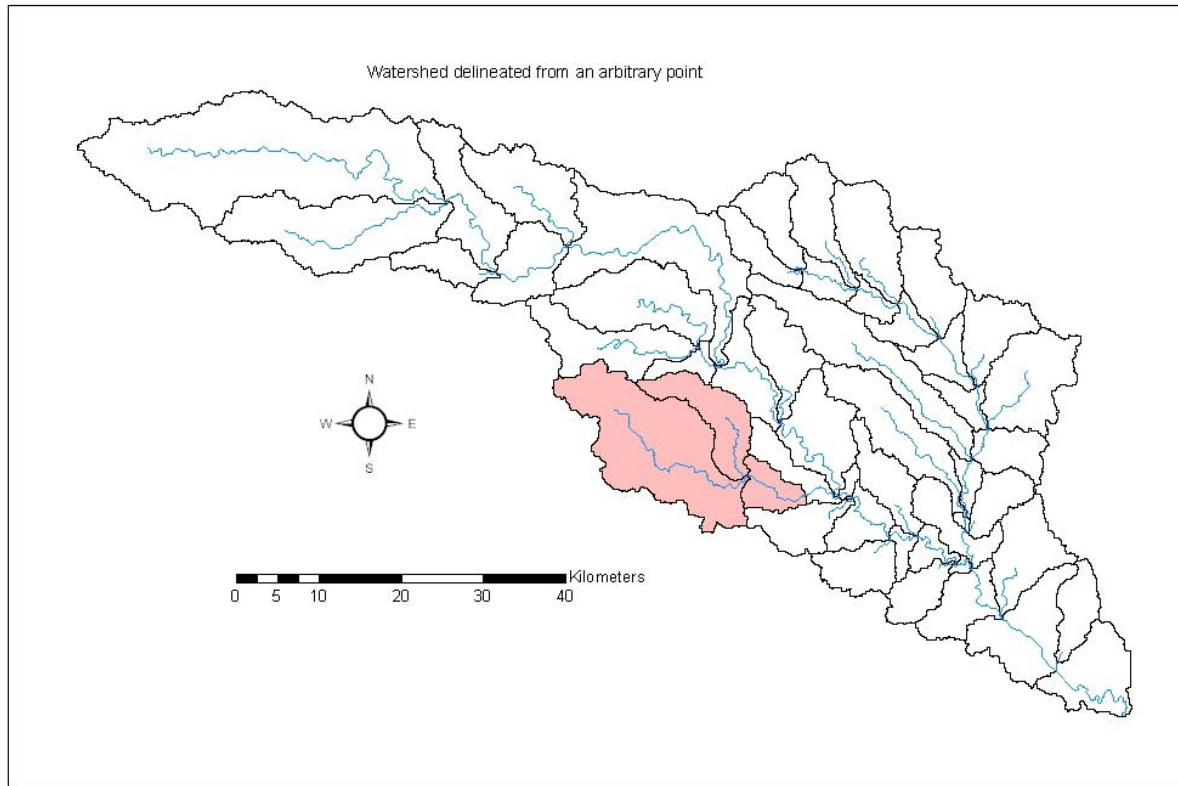 Watershed delineated from an arbitrary point
N
W E
S
Kilometers
0 5 10 20 30 40